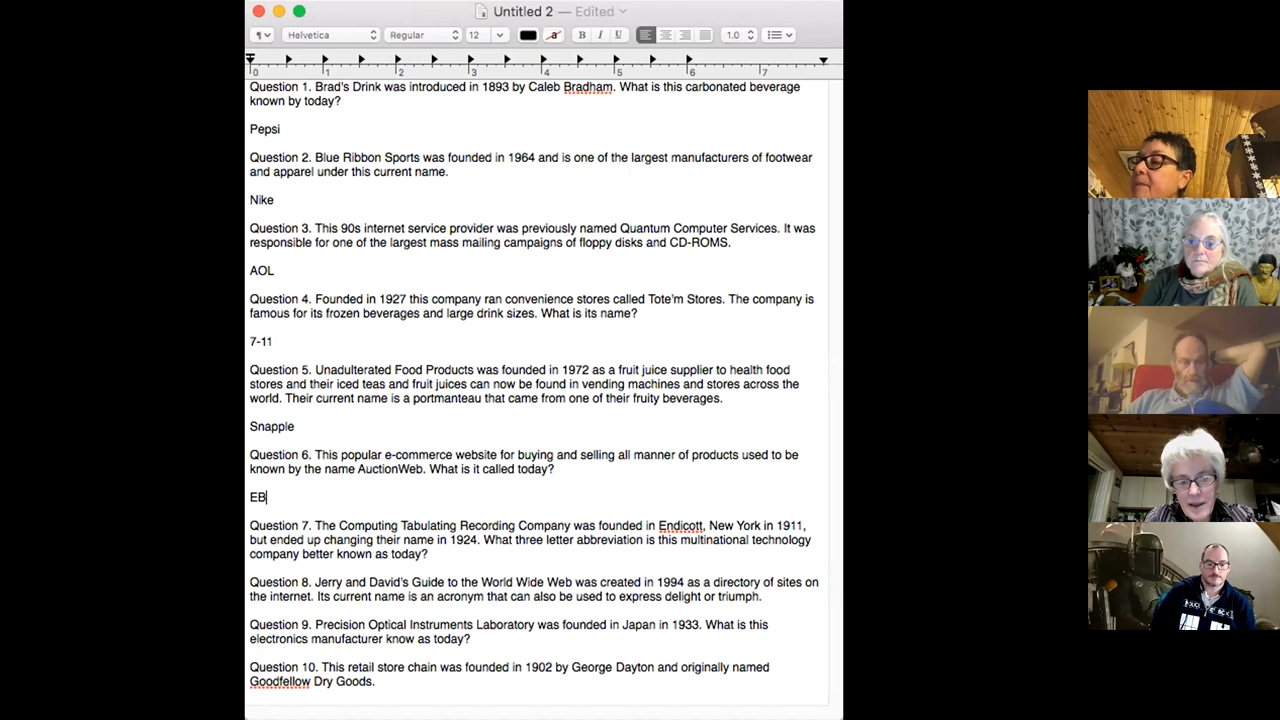 Untitled 2 — Edited
Helvetica Regular 12 a B I U 1.0
0 1 2 3 4 5 6 7
Question 1. Brad's Drink was introduced in 1893 by Caleb Bradham. What is this carbonated beverage
known by today?
Pepsi
Question 2. Blue Ribbon Sports was founded in 1964 and is one of the largest manufacturers of footwear
and apparel under this current name.
Nike
Question 3. This 90s internet service provider was previously named Quantum Computer Services. It was
responsible for one of the largest mass mailing campaigns of floppy disks and CD-ROMS.
AOL
Question 4. Founded in 1927 this company ran convenience stores called Tote'm Stores. The company is
famous for its frozen beverages and large drink sizes. What is its name?
7-11
Question 5. Unadulterated Food Products was founded in 1972 as a fruit juice supplier to health food
stores and their iced teas and fruit juices can now be found in vending machines and stores across the
world. Their current name is a portmanteau that came from one of their fruity beverages.
Snapple
Question 6. This popular e-commerce website for buying and selling all manner of products used to be
known by the name AuctionWeb. What is it called today?
EB
Question 7. The Computing Tabulating Recording Company was founded in Endicott, New York in 1911,
but ended up changing their name in 1924. What three letter abbreviation is this multinational technology
company better known as today?
Question 8. Jerry and David's Guide to the World Wide Web was created in 1994 as a directory of sites on
the internet. Its current name is an acronym that can also be used to express delight or triumph.
Question 9. Precision Optical Instruments Laboratory was founded in Japan in 1933. What is this
electronics manufacturer know as today?
Question 10. This retail store chain was founded in 1902 by George Dayton and originally named
Goodfellow Dry Goods.